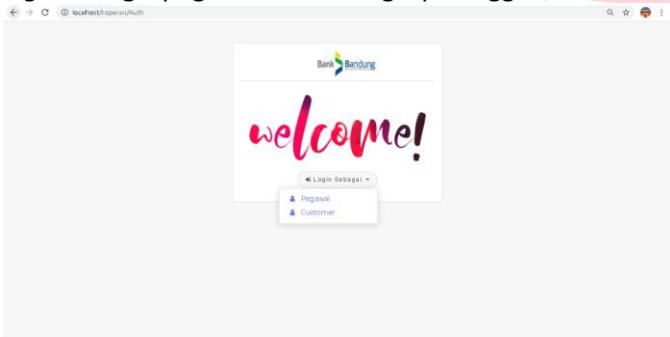 localhost/koperasi/Auth
Bank Bandung
welcome!
Login Sebagai
Pegawai
Customer